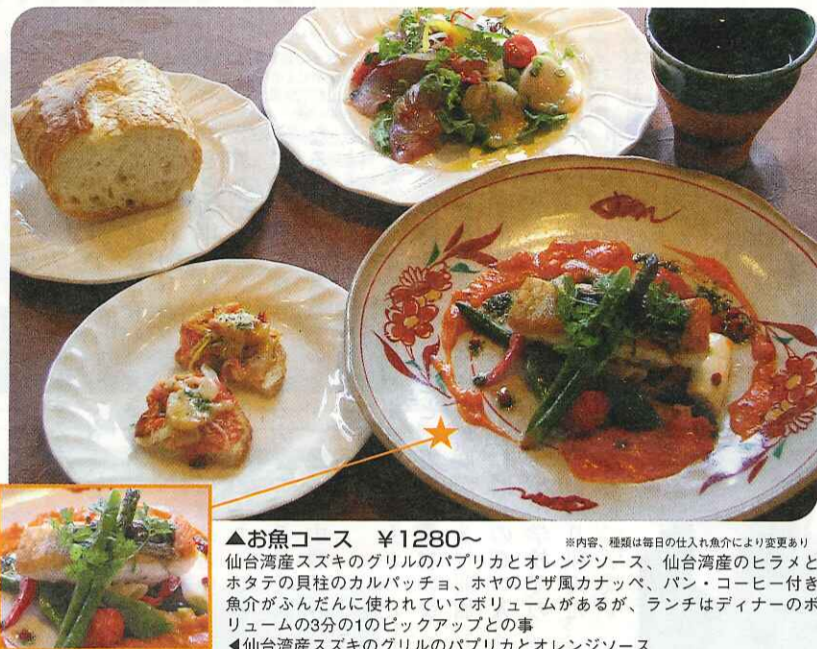 ▲お魚コース ¥1280〜
※内容、種類は毎日の仕入れ魚介により変更あり
仙台湾産スズキのグリルのパプリカとオレンジソース、仙台湾産のヒラメと
ホタテの貝柱のカルパッチョ、ホヤのピザ風カナッペ、パン・コーヒー付き
魚介がふんだんに使われていてボリュームがあるが、ランチはディナーのボ
リュームの3分の1のピックアップとの事
◀仙台湾産スズキのグリルのパプリカとオレンジソース